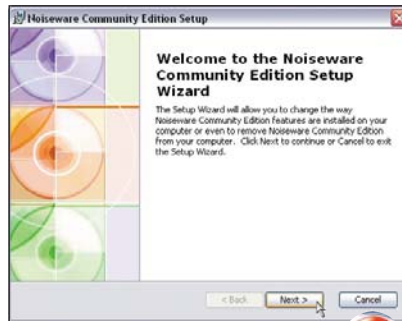 Noiseware Community Edition Setup
Welcome to the Noiseware
Community Edition Setup
Wizard
The Setup Wizard will allow you to change the way
Noiseware Community Edition features are installed on your
computer or even to remove Noiseware Community Edition
from your computer. Click Next to continue or Cancel to exit
the Setup Wizard.
< Back Next > Cancel